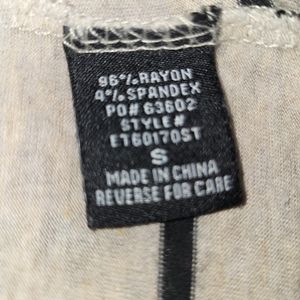 96% RAYON
4% SPANDEX
PO# 63602
STYLE#
ET60170ST
S
MADE IN CHINA
REVERSE FOR CARE